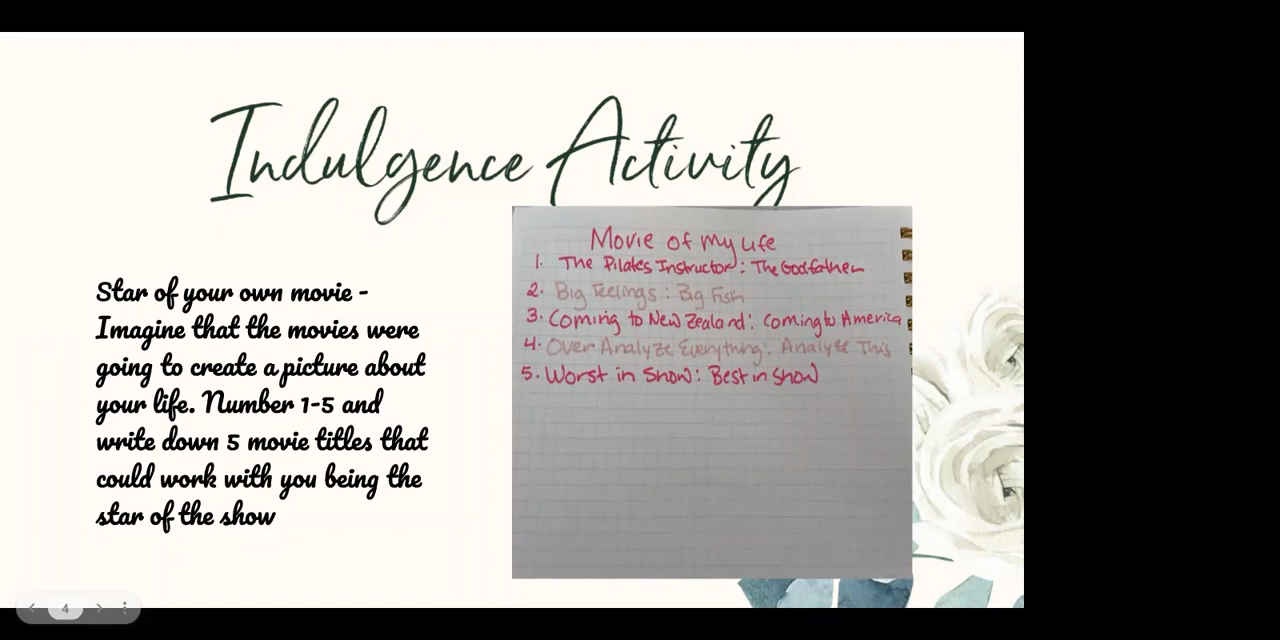 Indulgence Activity
Star of your own movie -
Imagine that the movies were
going to create a picture about
your life. Number 1-5 and
write down 5 movie titles that
could work with you being the
star of the show
Movie of My Life
1. The Pilates Instructor: The Godfather
2. Big Feelings: Big Fish
3. Coming to New Zealand: Coming to America
4. Over Analyze Everything: Analyze This
5. Worst in Show: Best in Show
4